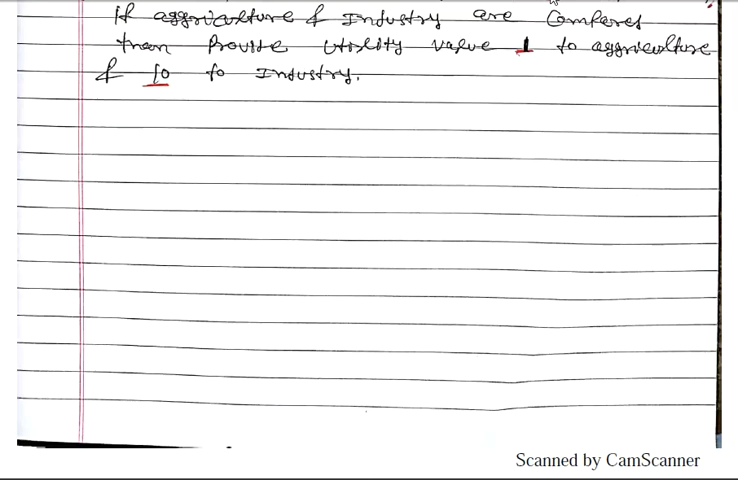 If aggriculture & Industry are Compared
then Provide Utility value 1 to aggriculture
& 10 to Industry.
Scanned by CamScanner